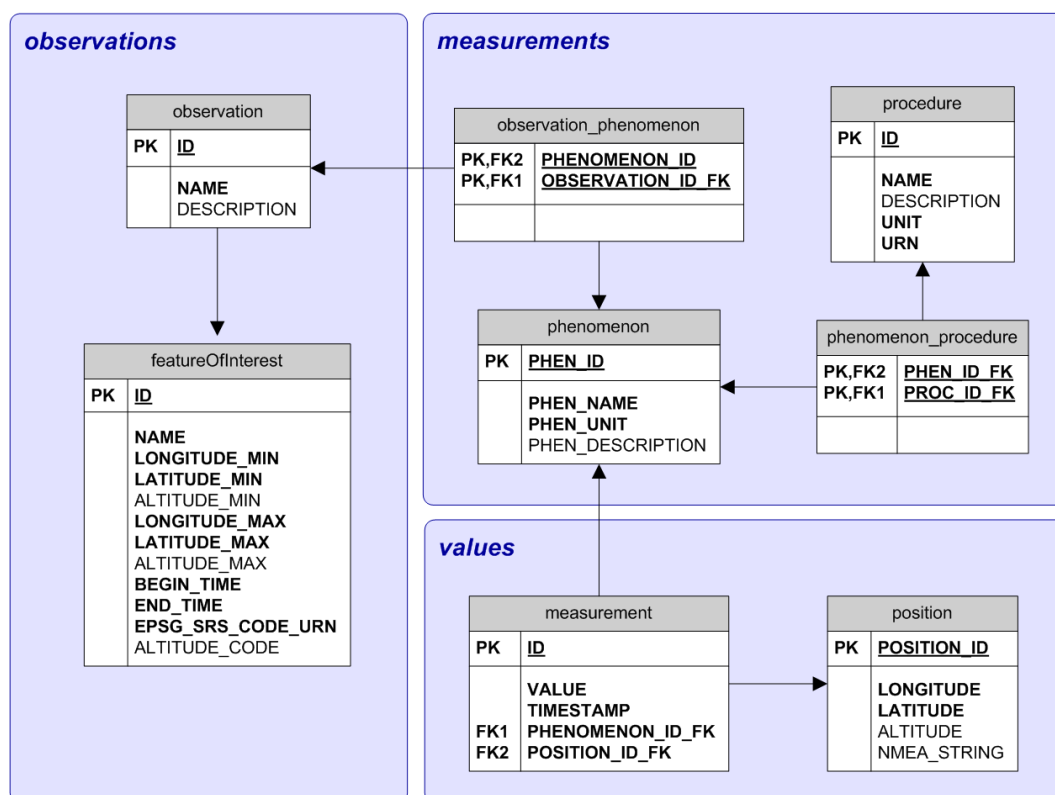 observations
observation
PK ID
NAME
DESCRIPTION
featureOfInterest
PK ID
NAME
LONGITUDE_MIN
LATITUDE_MIN
ALTITUDE_MIN
LONGITUDE_MAX
LATITUDE_MAX
ALTITUDE_MAX
BEGIN_TIME
END_TIME
EPSG_SRS_CODE_URN
ALTITUDE_CODE
measurements
observation_phenomenon
PK,FK2 PHENOMENON_ID
PK,FK1 OBSERVATION_ID_FK
procedure
PK ID
NAME
DESCRIPTION
UNIT
URN
phenomenon
PK PHEN_ID
PHEN_NAME
PHEN_UNIT
PHEN_DESCRIPTION
phenomenon_procedure
PK,FK2 PHEN_ID_FK
PK,FK1 PROC_ID_FK
values
measurement
PK ID
VALUE
TIMESTAMP
FK1 PHENOMENON_ID_FK
FK2 POSITION_ID_FK
position
PK POSITION_ID
LONGITUDE
LATITUDE
ALTITUDE
NMEA_STRING